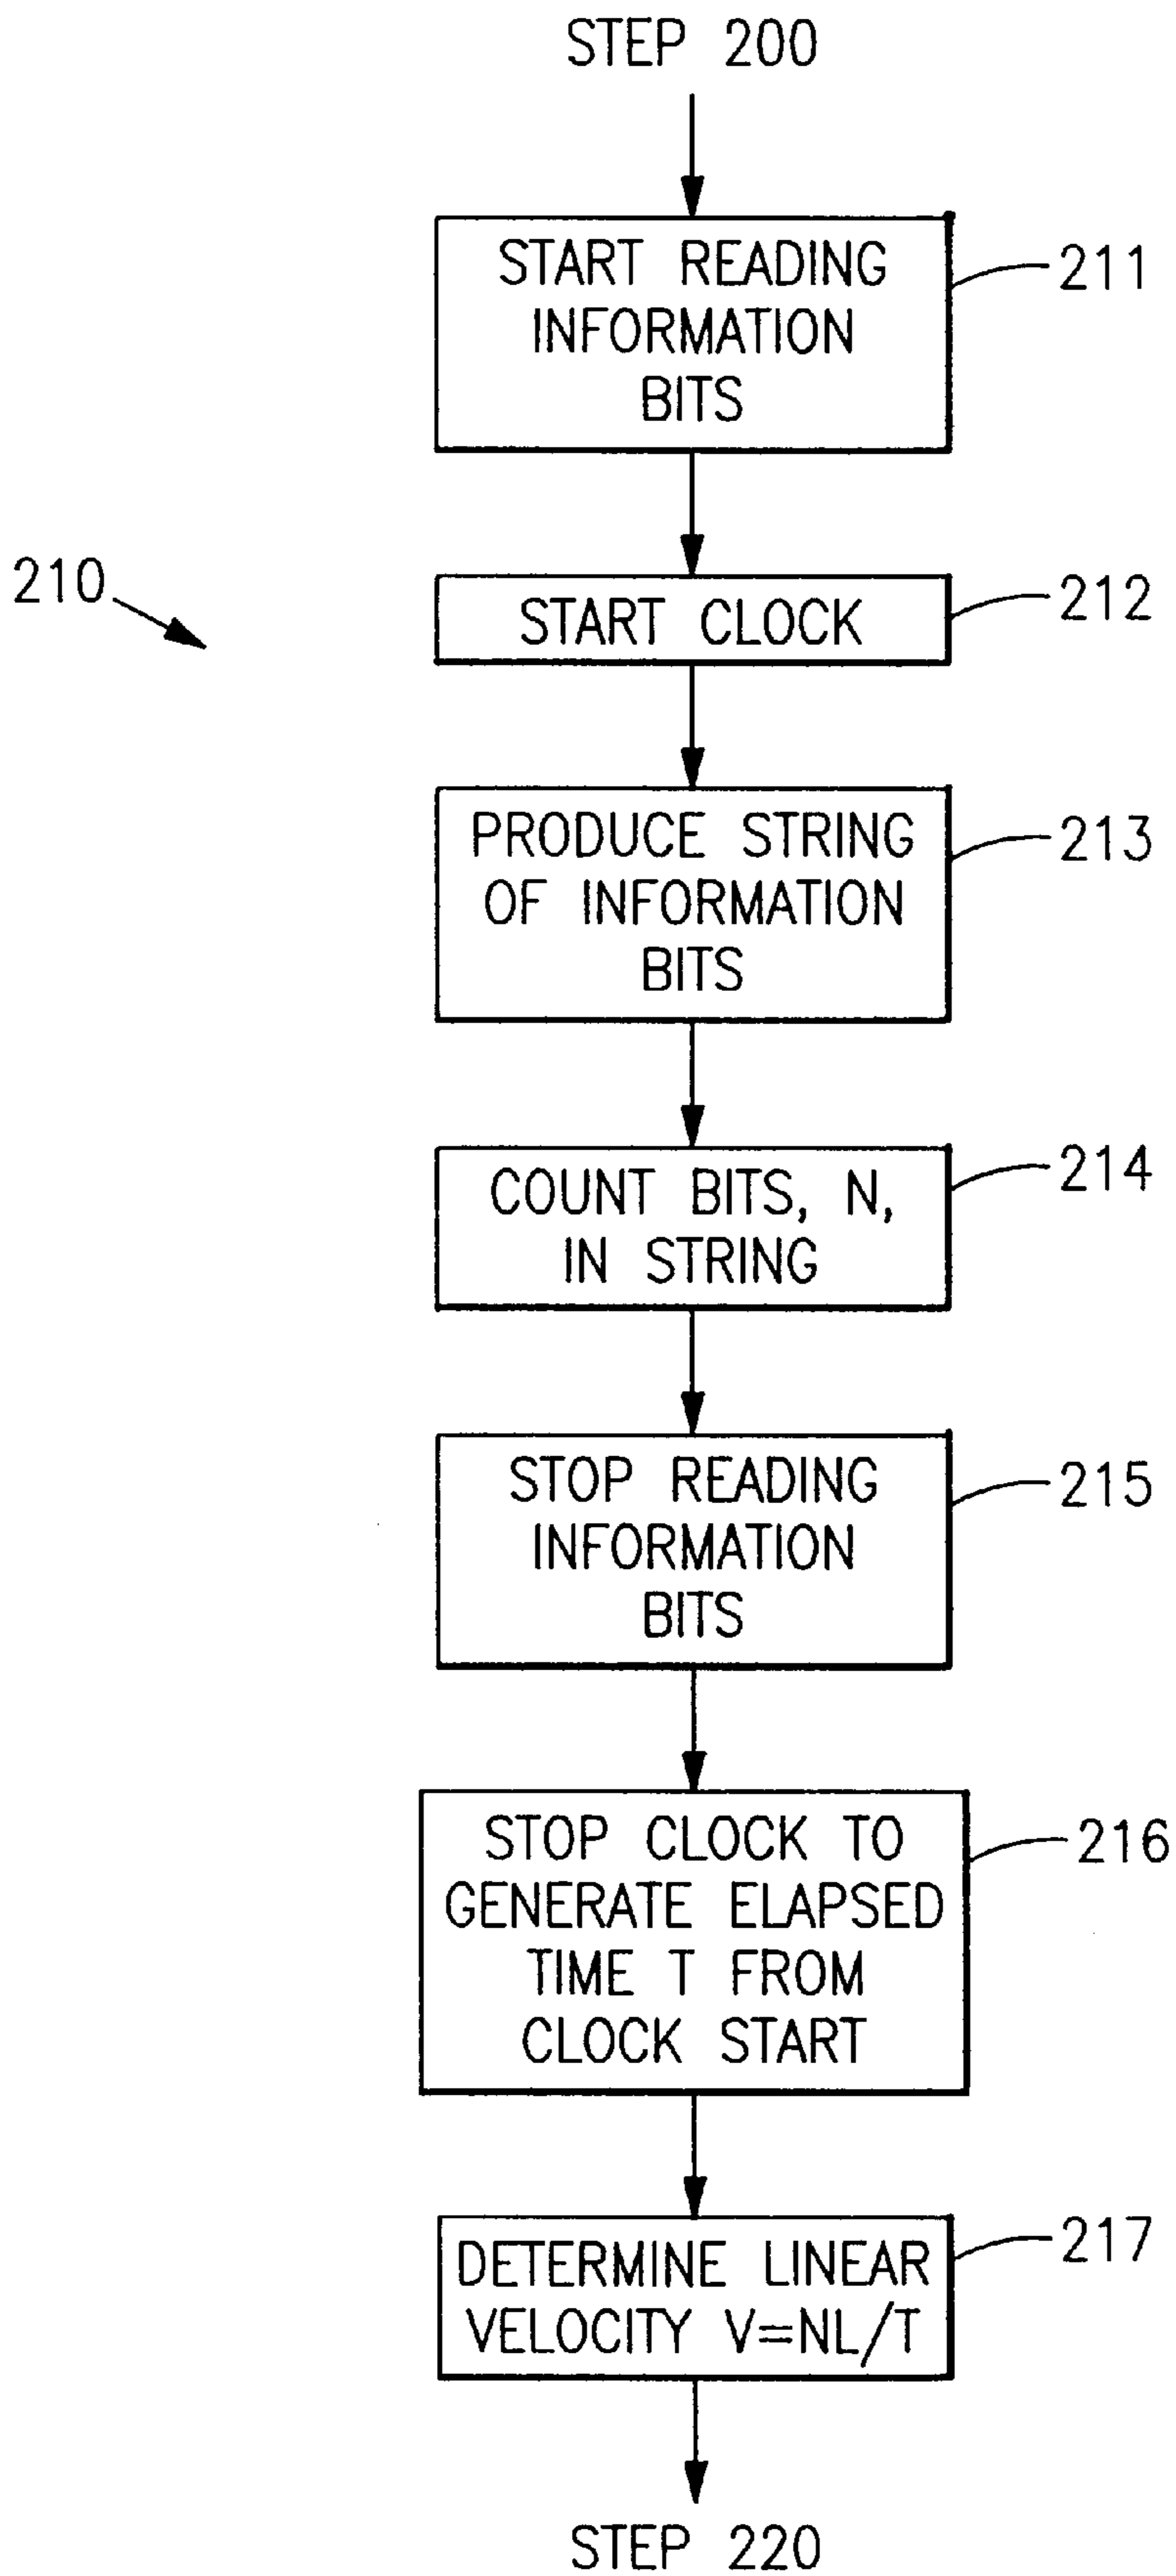 STEP 200
START READING
INFORMATION
BITS
211
210
START CLOCK
212
PRODUCE STRING
OF INFORMATION
BITS
213
COUNT BITS, N,
IN STRING
214
STOP READING
INFORMATION
BITS
215
STOP CLOCK TO
GENERATE ELAPSED
TIME T FROM
CLOCK START
216
DETERMINE LINEAR
VELOCITY V=NL/T
217
STEP 220